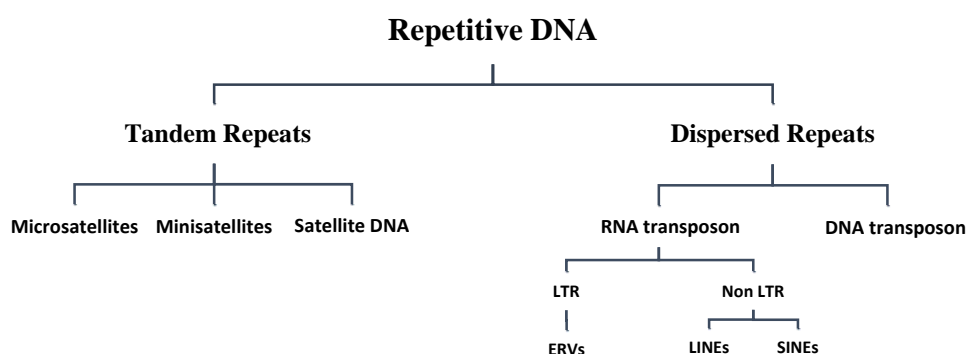 Repetitive DNA
Tandem Repeats
Dispersed Repeats
Microsatellites
Minisatellites
Satellite DNA
RNA transposon
DNA transposon
LTR
Non LTR
ERVs
LINEs
SINEs